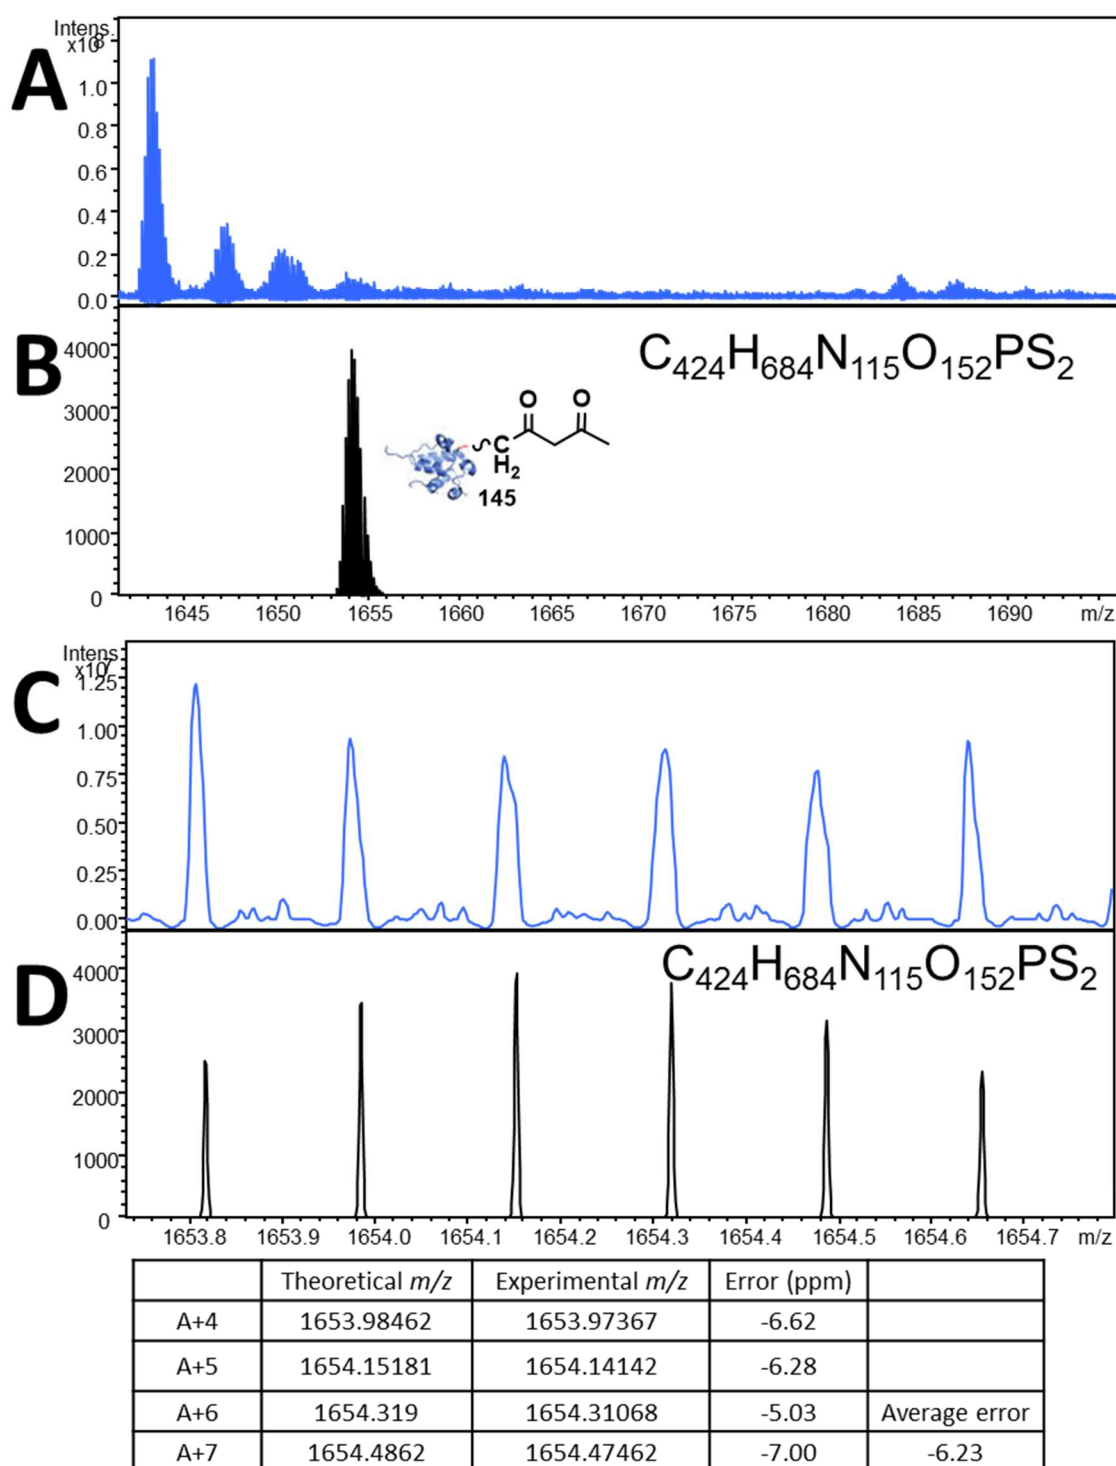 A
Intens.
x10⁸
1.0
0.8
0.6
0.4
0.2
0.0
B
C₄₂₄H₆₈₄N₁₁₅O₁₅₂PS₂
4000
3000
2000
1000
0
O O
C
H₂
145
1645 1650 1655 1660 1665 1670 1675 1680 1685 1690 m/z
C
Intens.
x10⁷
1.25
1.00
0.75
0.50
0.25
0.00
D
C₄₂₄H₆₈₄N₁₁₅O₁₅₂PS₂
4000
3000
2000
1000
0
1653.8 1653.9 1654.0 1654.1 1654.2 1654.3 1654.4 1654.5 1654.6 1654.7 m/z
Theoretical m/z Experimental m/z Error (ppm)
A+4 1653.98462 1653.97367 -6.62
A+5 1654.15181 1654.14142 -6.28
A+6 1654.319 1654.31068 -5.03 Average error
A+7 1654.4862 1654.47462 -7.00 -6.23